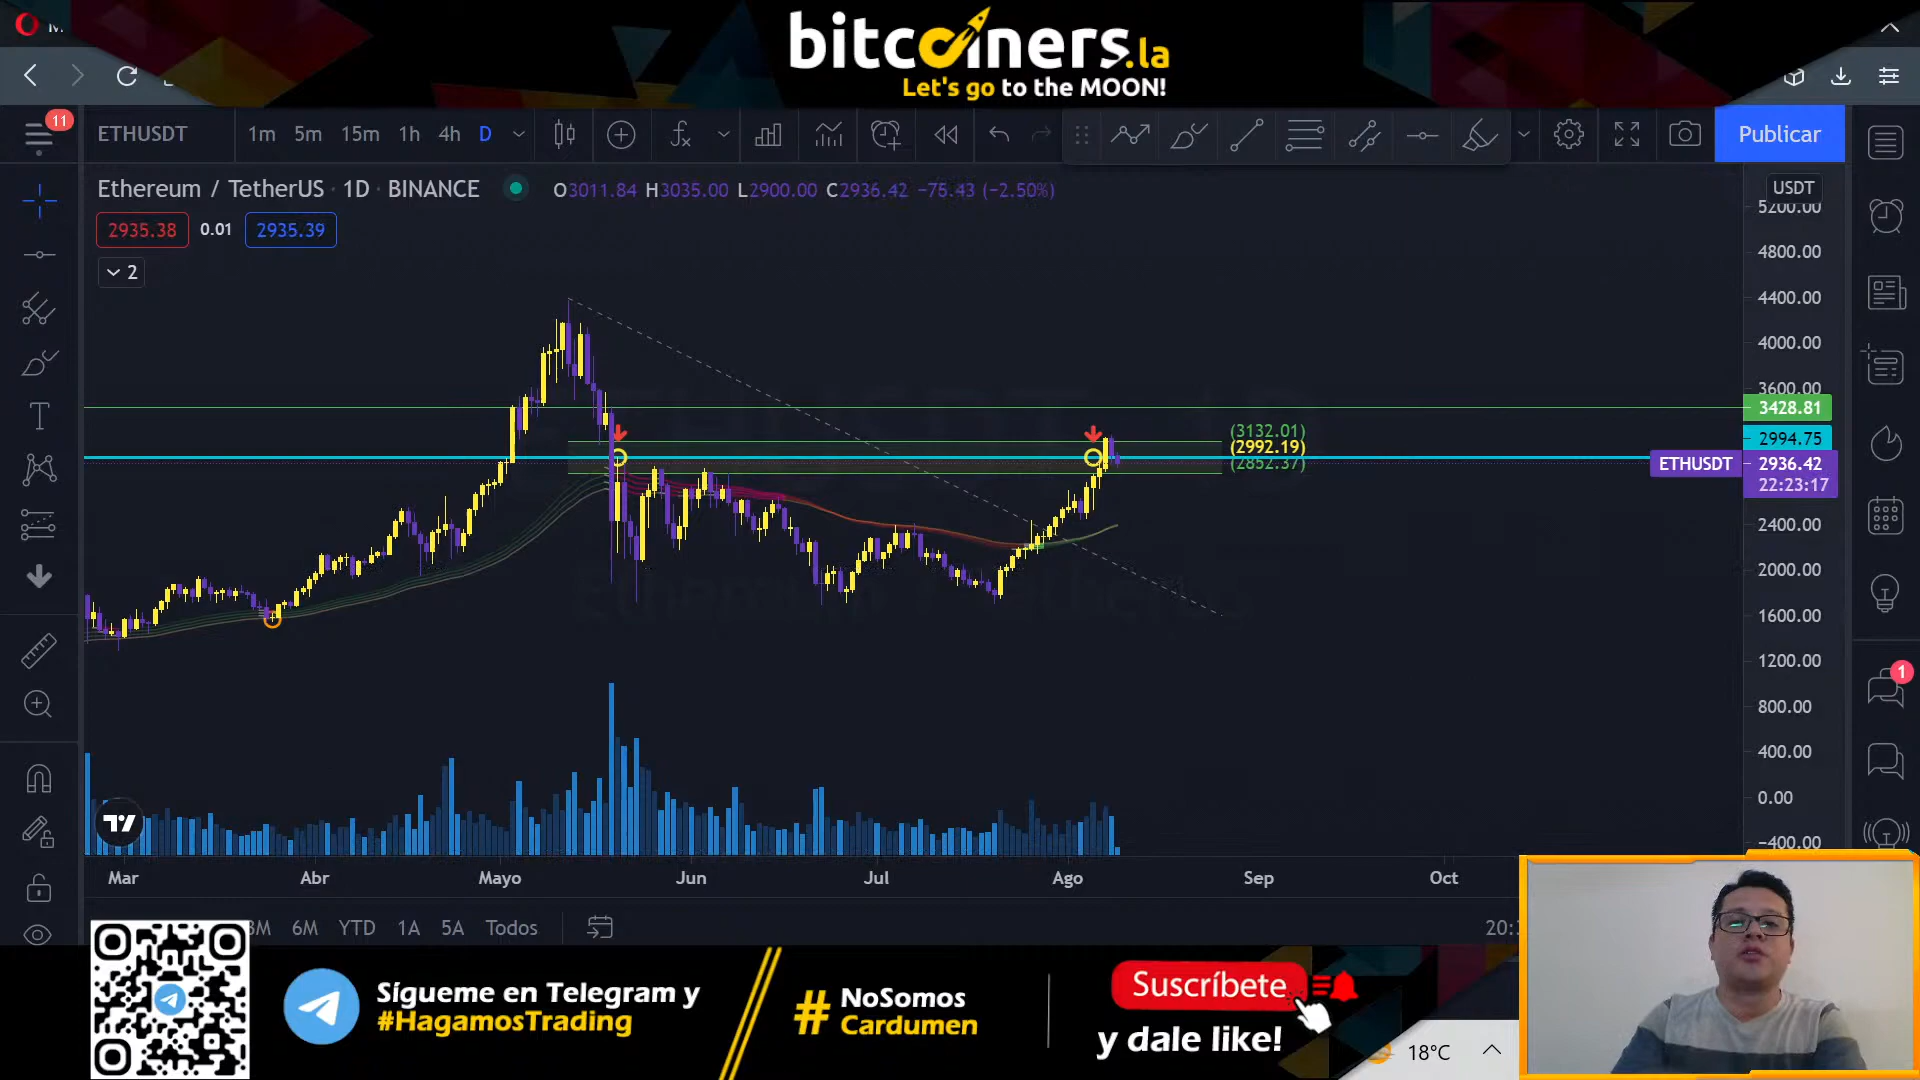 bitcoiners.la
Let's go to the MOON!
11
ETHUSDT
1m 5m 15m 1h 4h D
Publicar
Ethereum / TetherUS · 1D · BINANCE
O3011.84 H3035.00 L2900.00 C2936.42 −75.43 (−2.50%)
2935.38 0.01 2935.39
2
USDT
5200.00
4800.00
4400.00
4000.00
3600.00
3428.81
2994.75
ETHUSDT 2936.42
22:23:17
2400.00
2000.00
1600.00
1200.00
800.00
400.00
0.00
−400.00
(3132.01)
(2992.19)
(2852.37)
1
Mar Abr Mayo Jun Jul Ago Sep Oct
3M 6M YTD 1A 5A Todos
Sígueme en Telegram y
#HagamosTrading
# NoSomos
Cardumen
Suscríbete
y dale like!
18°C